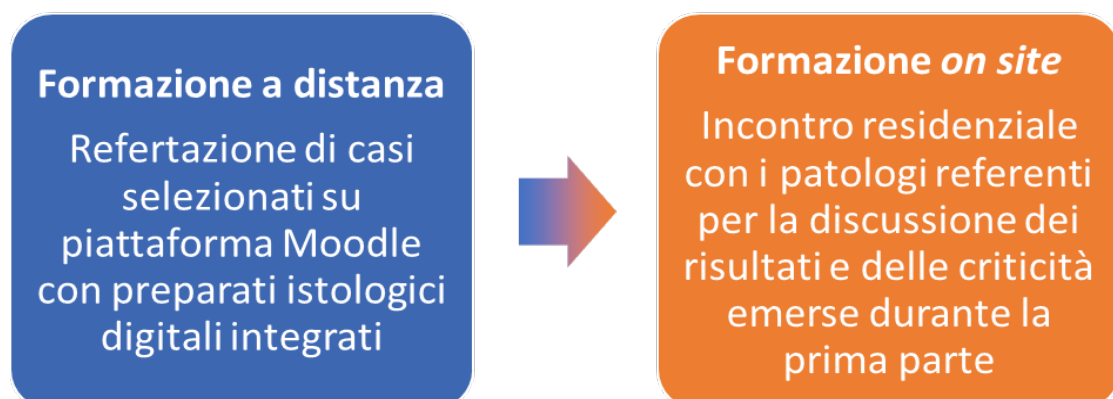 Formazione a distanza
Refertazione di casi
selezionati su
piattaforma Moodle
con preparati istologici
digitali integrati
Formazione on site
Incontro residenziale
con i patologi referenti
per la discussione dei
risultati e delle criticità
emerse durante la
prima parte